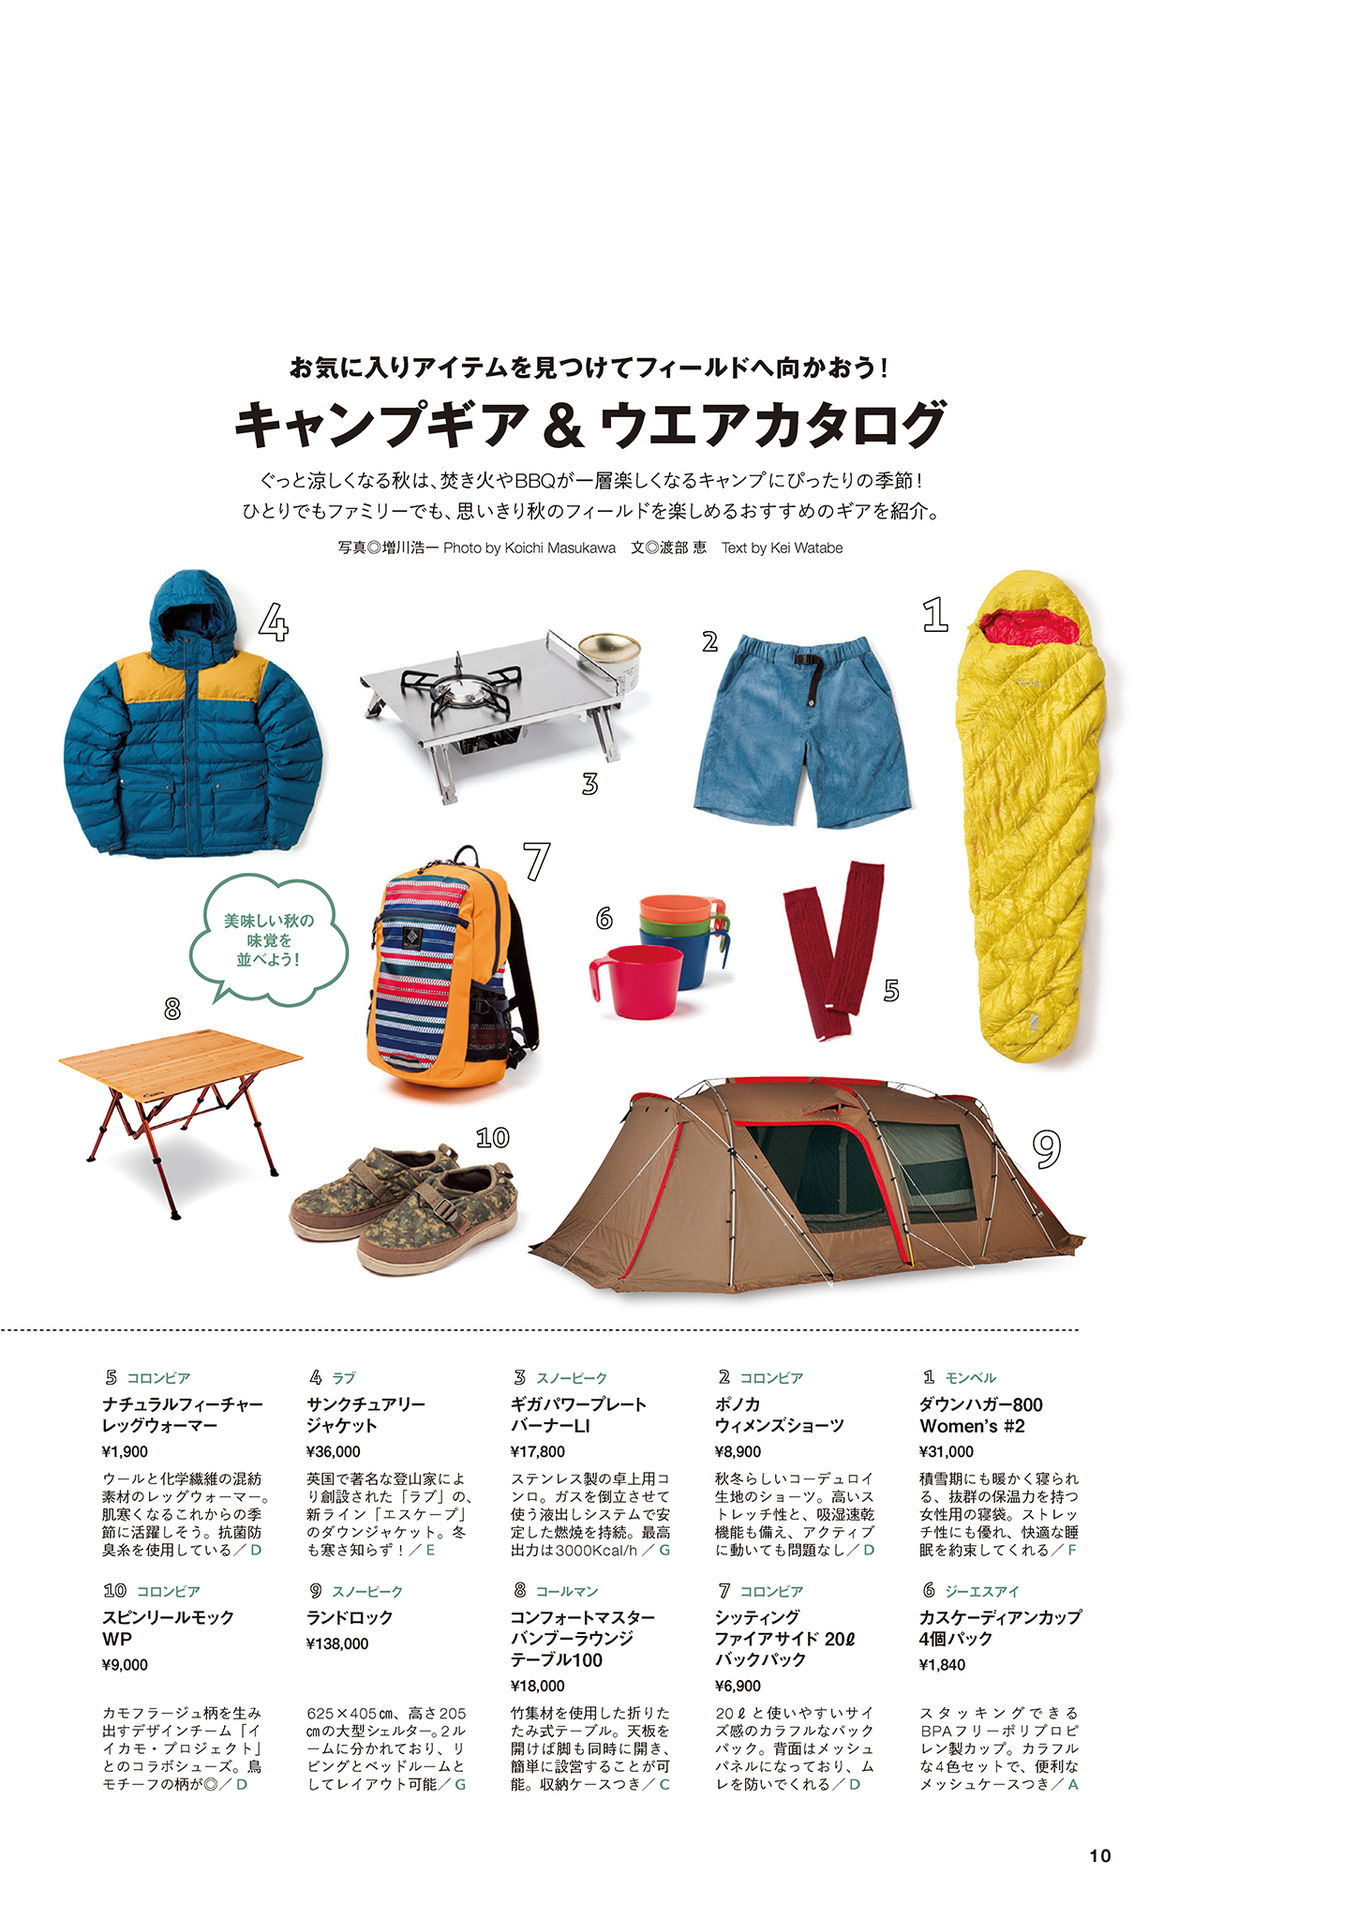 お気に入りアイテムを見つけてフィールドへ向かおう!
キャンプギア & ウエアカタログ
ぐっと涼しくなる秋は、焚き火やBBQが一層楽しくなるキャンプにぴったりの季節!
ひとりでもファミリーでも、思いきり秋のフィールドを楽しめるおすすめのギアを紹介。
写真◎増川浩一 Photo by Koichi Masukawa　文◎渡部 恵　Text by Kei Watabe
4
3
2
1
7
6
5
美味しい秋の
味覚を
並べよう!
8
10
9
1 モンベル
ダウンハガー800
Women's #2
¥31,000
積雪期にも暖かく寝られ
る、抜群の保温力を持つ
女性用の寝袋。ストレッ
チ性にも優れ、快適な睡
眠を約束してくれる／F
2 コロンビア
ポノカ
ウィメンズショーツ
¥8,900
秋冬らしいコーデュロイ
生地のショーツ。高いス
トレッチ性と、吸湿速乾
機能も備え、アクティブ
に動いても問題なし／D
3 スノーピーク
ギガパワープレート
バーナーLI
¥17,800
ステンレス製の卓上用コ
ンロ。ガスを倒立させて
使う液出しシステムで安
定した燃焼を持続。最高
出力は3000Kcal/h／G
4 ラブ
サンクチュアリー
ジャケット
¥36,000
英国で著名な登山家によ
り創設された「ラブ」の、
新ライン「エスケープ」
のダウンジャケット。冬
も寒さ知らず!／E
5 コロンビア
ナチュラルフィーチャー
レッグウォーマー
¥1,900
ウールと化学繊維の混紡
素材のレッグウォーマー。
肌寒くなるこれからの季
節に活躍しそう。抗菌防
臭糸を使用している／D
6 ジーエスアイ
カスケーディアンカップ
4個パック
¥1,840
スタッキングできる
BPAフリーポリプロピ
レン製カップ。カラフル
な4色セットで、便利な
メッシュケースつき／A
7 コロンビア
シッティング
ファイアサイド 20ℓ
バックパック
¥6,900
20ℓと使いやすいサイ
ズ感のカラフルなバック
パック。背面はメッシュ
パネルになっており、ム
レを防いでくれる／D
8 コールマン
コンフォートマスター
バンブーラウンジ
テーブル100
¥18,000
竹集材を使用した折りた
たみ式テーブル。天板を
開けば脚も同時に開き、
簡単に設営することが可
能。収納ケースつき／C
9 スノーピーク
ランドロック
¥138,000
625×405㎝、高さ205
㎝の大型シェルター。2ル
ームに分かれており、リ
ビングとベッドルームと
してレイアウト可能／G
10 コロンビア
スピンリールモック
WP
¥9,000
カモフラージュ柄を生み
出すデザインチーム「イ
イカモ・プロジェクト」
とのコラボシューズ。鳥
モチーフの柄が◎／D
10